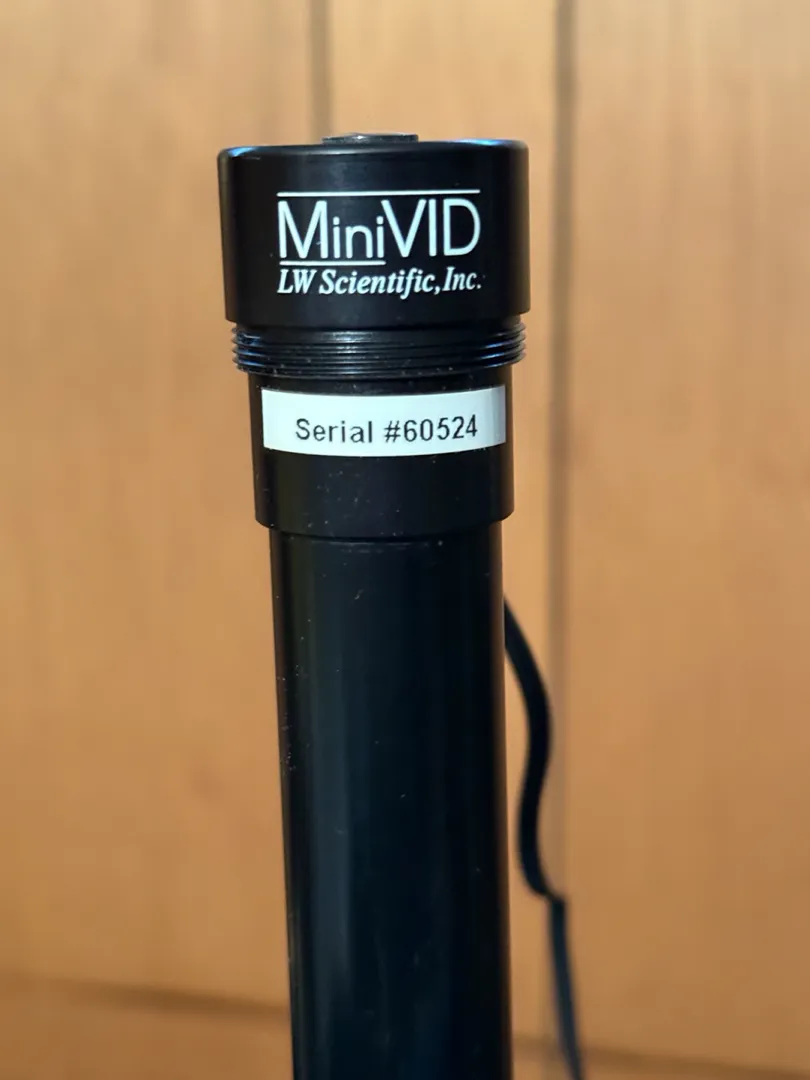 MiniVID
LW Scientific, Inc.
Serial #60524